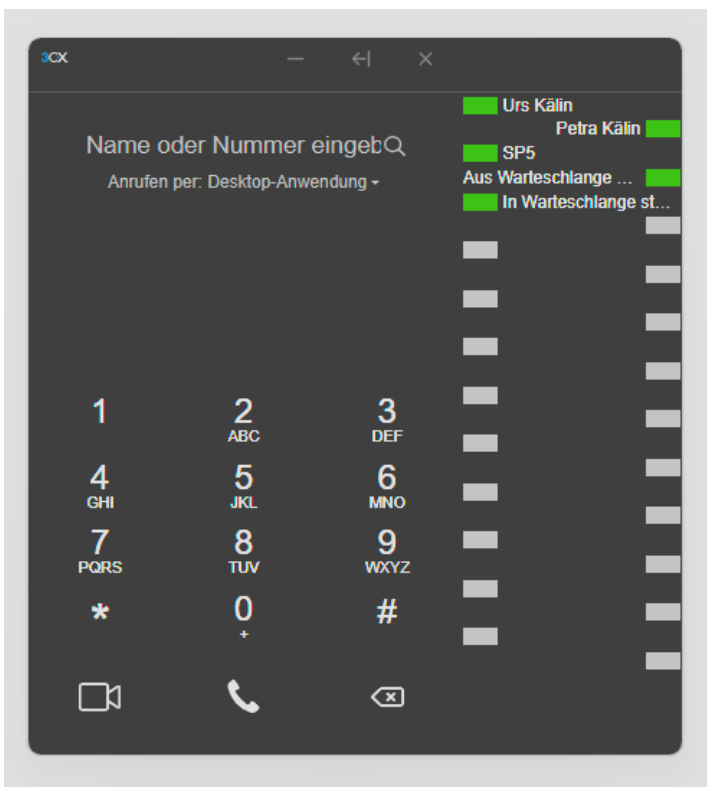 3CX
Name oder Nummer eingeb
Anrufen per: Desktop-Anwendung
1
2
ABC
3
DEF
4
GHI
5
JKL
6
MNO
7
PQRS
8
TUV
9
WXYZ
*
0
+
#
Urs Kälin
Petra Kälin
SP5
Aus Warteschlange ...
In Warteschlange st...